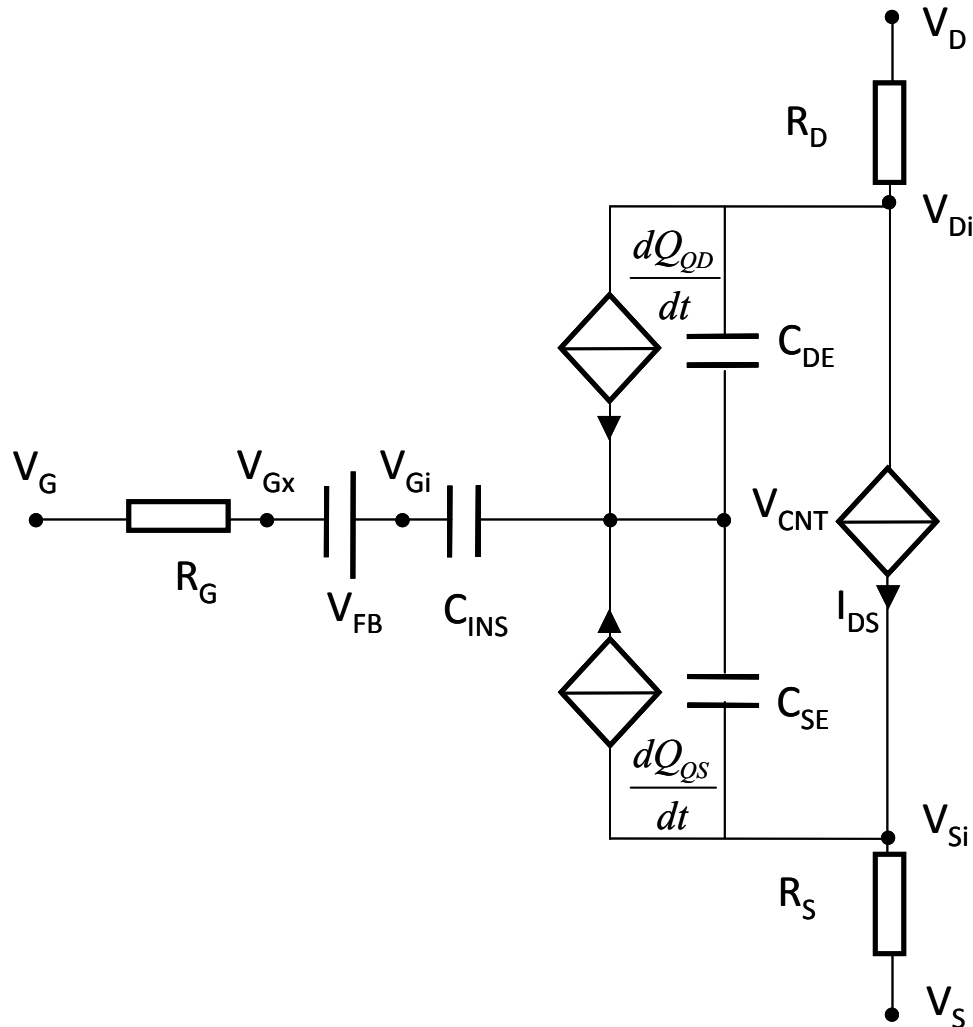 V_D
R_D
V_Di
dQ_QD
dt
C_DE
V_G
V_Gx
V_Gi
V_CNT
R_G
V_FB
C_INS
I_DS
C_SE
dQ_QS
dt
V_Si
R_S
V_S